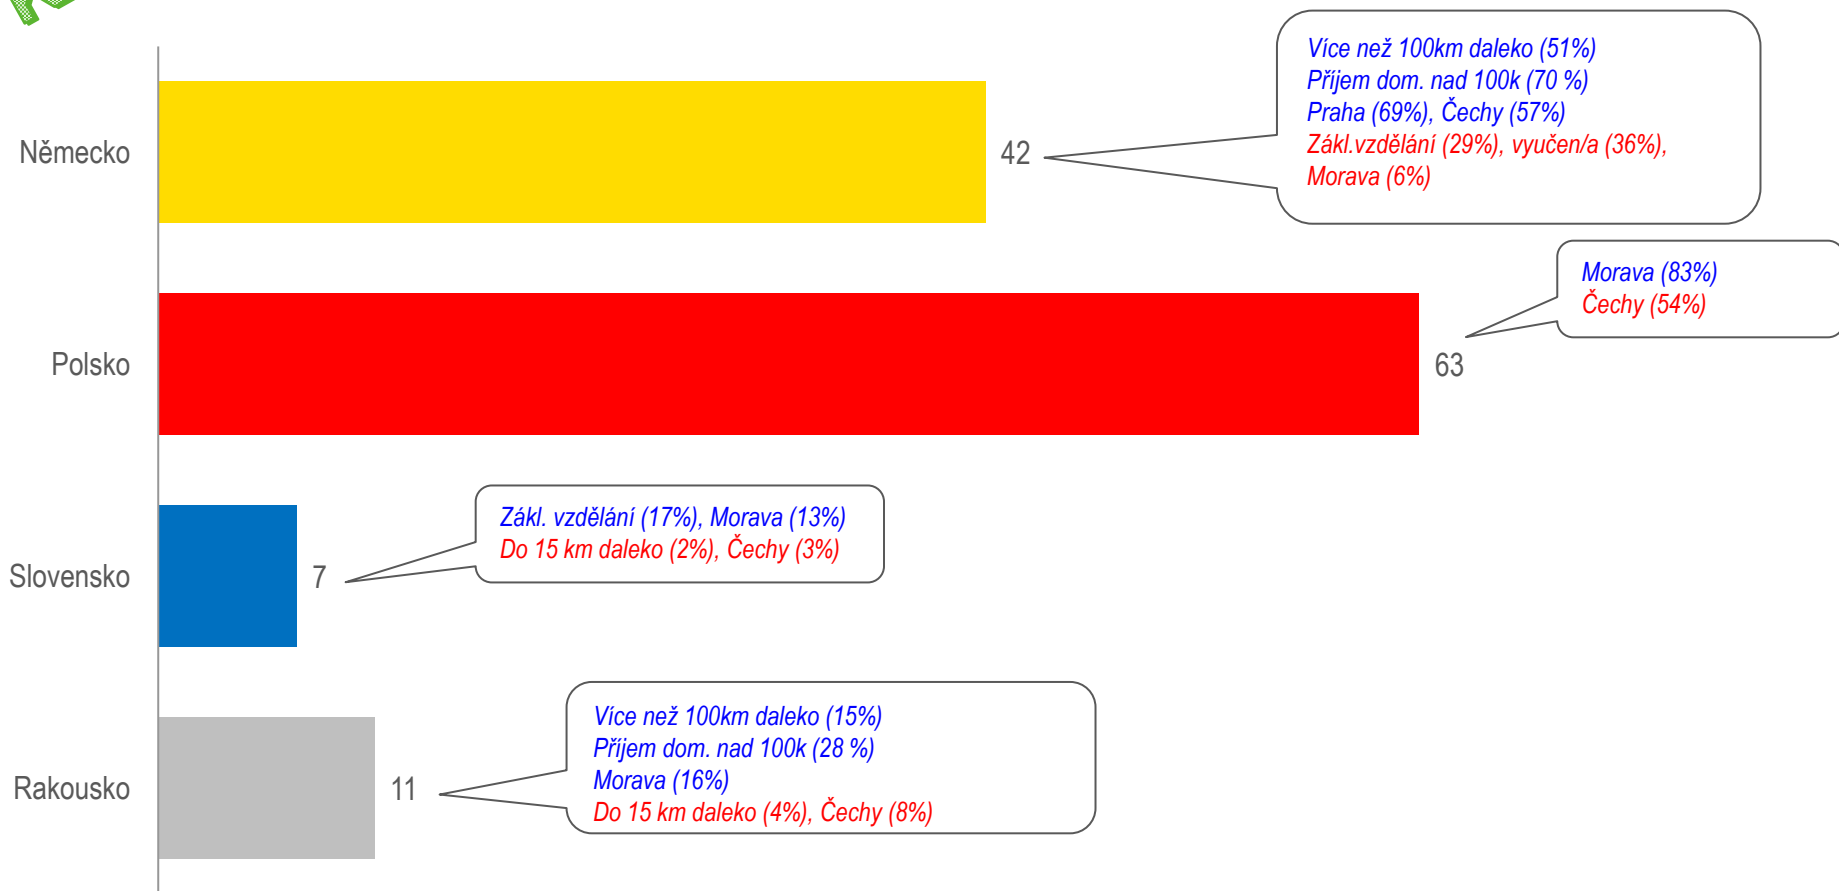 Německo
42
Více než 100km daleko (51%)
Příjem dom. nad 100k (70 %)
Praha (69%), Čechy (57%)
Zákl.vzdělání (29%), vyučen/a (36%),
Morava (6%)
Polsko
63
Morava (83%)
Čechy (54%)
Slovensko
7
Zákl. vzdělání (17%), Morava (13%)
Do 15 km daleko (2%), Čechy (3%)
Rakousko
11
Více než 100km daleko (15%)
Příjem dom. nad 100k (28 %)
Morava (16%)
Do 15 km daleko (4%), Čechy (8%)